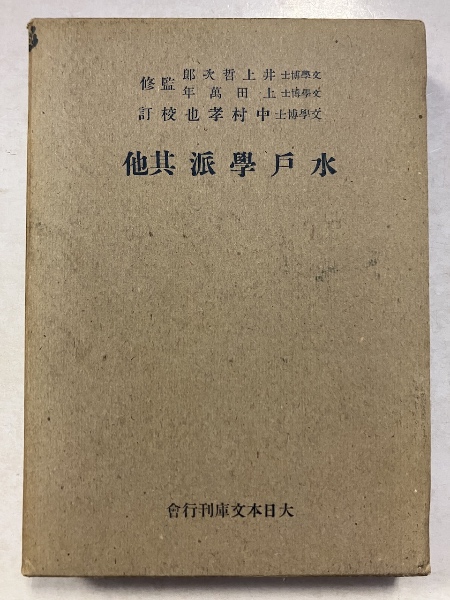 文學博士井上哲次郎
文學博士上田萬年
監修
文學博士中村孝也校訂
水戶學派其他
大日本文庫刊行會